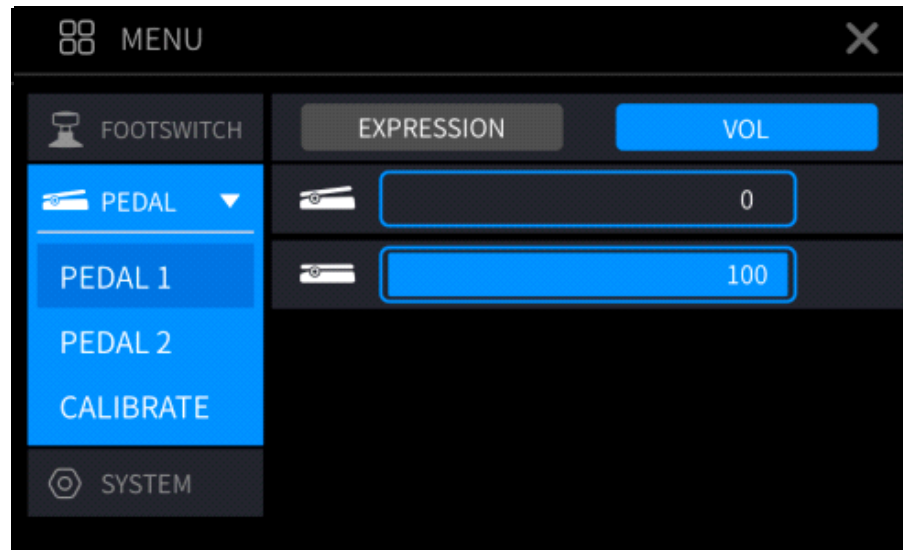 MENU
FOOTSWITCH
EXPRESSION VOL
PEDAL
0
PEDAL 1
100
PEDAL 2
CALIBRATE
SYSTEM